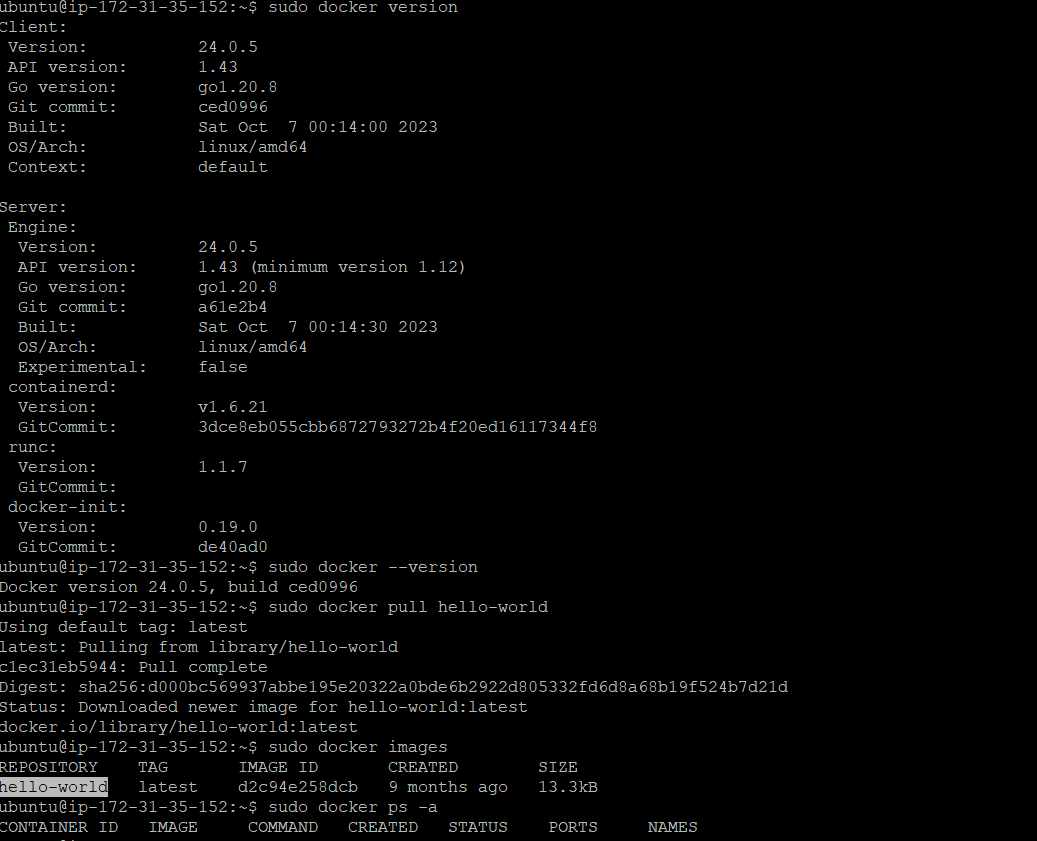 ubuntu@ip-172-31-35-152:~$ sudo docker version
Client:
 Version:           24.0.5
 API version:       1.43
 Go version:        go1.20.8
 Git commit:        ced0996
 Built:             Sat Oct  7 00:14:00 2023
 OS/Arch:           linux/amd64
 Context:           default

Server:
 Engine:
  Version:          24.0.5
  API version:      1.43 (minimum version 1.12)
  Go version:       go1.20.8
  Git commit:       a61e2b4
  Built:            Sat Oct  7 00:14:30 2023
  OS/Arch:          linux/amd64
  Experimental:     false
 containerd:
  Version:          v1.6.21
  GitCommit:        3dce8eb055cbb6872793272b4f20ed16117344f8
 runc:
  Version:          1.1.7
  GitCommit:
 docker-init:
  Version:          0.19.0
  GitCommit:        de40ad0
ubuntu@ip-172-31-35-152:~$ sudo docker --version
Docker version 24.0.5, build ced0996
ubuntu@ip-172-31-35-152:~$ sudo docker pull hello-world
Using default tag: latest
latest: Pulling from library/hello-world
c1ec31eb5944: Pull complete
Digest: sha256:d000bc569937abbe195e20322a0bde6b2922d805332fd6d8a68b19f524b7d21d
Status: Downloaded newer image for hello-world:latest
docker.io/library/hello-world:latest
ubuntu@ip-172-31-35-152:~$ sudo docker images
REPOSITORY    TAG       IMAGE ID       CREATED        SIZE
hello-world   latest    d2c94e258dcb   9 months ago   13.3kB
ubuntu@ip-172-31-35-152:~$ sudo docker ps -a
CONTAINER ID   IMAGE     COMMAND   CREATED   STATUS    PORTS     NAMES